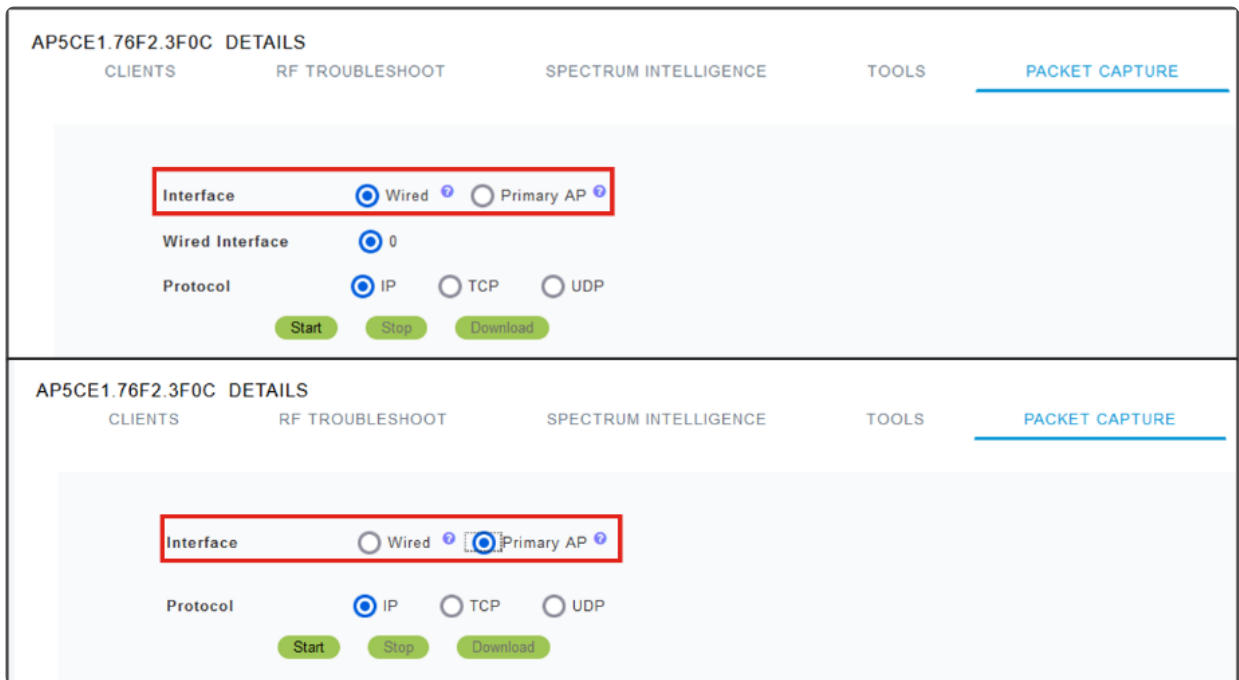 AP5CE1.76F2.3F0C DETAILS
CLIENTS RF TROUBLESHOOT SPECTRUM INTELLIGENCE TOOLS PACKET CAPTURE
Interface Wired ? Primary AP ?
Wired Interface 0
Protocol IP TCP UDP
Start Stop Download
AP5CE1.76F2.3F0C DETAILS
CLIENTS RF TROUBLESHOOT SPECTRUM INTELLIGENCE TOOLS PACKET CAPTURE
Interface Wired ? Primary AP ?
Protocol IP TCP UDP
Start Stop Download